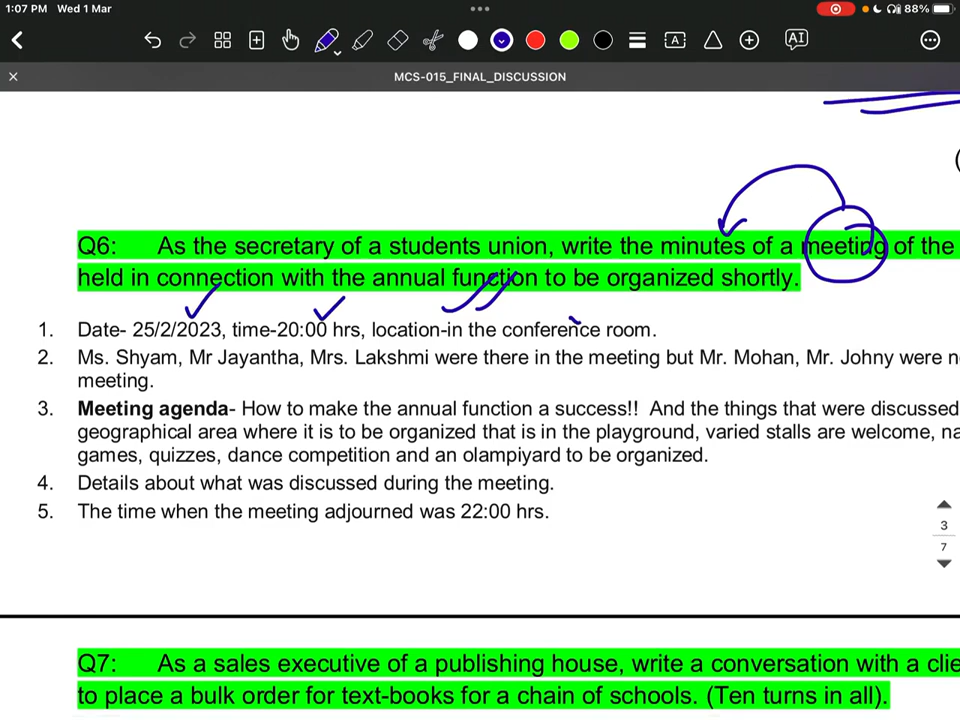 1:07 PM Wed 1 Mar
88%
A
AI
MCS-015_FINAL_DISCUSSION
Q6: As the secretary of a students union, write the minutes of a meeting of the
held in connection with the annual function to be organized shortly.
1. Date- 25/2/2023, time-20:00 hrs, location-in the conference room.
2. Ms. Shyam, Mr Jayantha, Mrs. Lakshmi were there in the meeting but Mr. Mohan, Mr. Johny were
meeting.
3. Meeting agenda- How to make the annual function a success!! And the things that were discussed
geographical area where it is to be organized that is in the playground, varied stalls are welcome,
games, quizzes, dance competition and an olampiyard to be organized.
4. Details about what was discussed during the meeting.
5. The time when the meeting adjourned was 22:00 hrs.
3
7
Q7: As a sales executive of a publishing house, write a conversation with a
to place a bulk order for text-books for a chain of schools. (Ten turns in all).